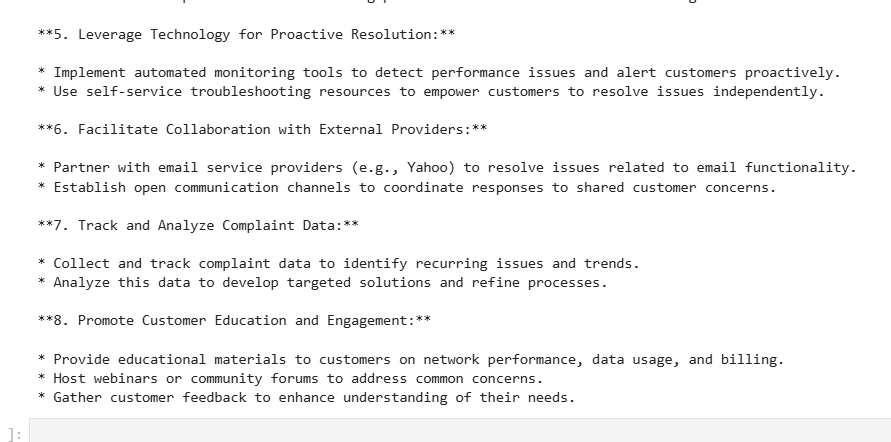 **5. Leverage Technology for Proactive Resolution:**
* Implement automated monitoring tools to detect performance issues and alert customers proactively.
* Use self-service troubleshooting resources to empower customers to resolve issues independently.
**6. Facilitate Collaboration with External Providers:**
* Partner with email service providers (e.g., Yahoo) to resolve issues related to email functionality.
* Establish open communication channels to coordinate responses to shared customer concerns.
**7. Track and Analyze Complaint Data:**
* Collect and track complaint data to identify recurring issues and trends.
* Analyze this data to develop targeted solutions and refine processes.
**8. Promote Customer Education and Engagement:**
* Provide educational materials to customers on network performance, data usage, and billing.
* Host webinars or community forums to address common concerns.
* Gather customer feedback to enhance understanding of their needs.
]: